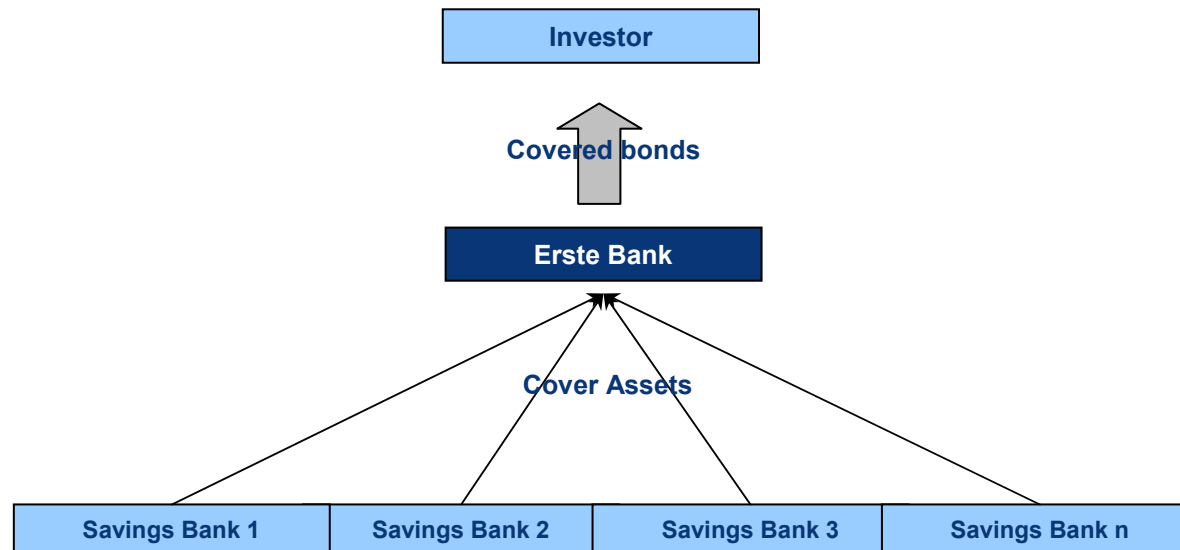 Investor
Covered bonds
Erste Bank
Cover Assets
Savings Bank 1
Savings Bank 2
Savings Bank 3
Savings Bank n